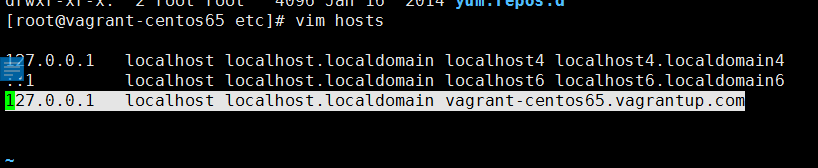 drwxr-xr-x. 2 root root 4096 Jan 16 2014 yum.repos.d
[root@vagrant-centos65 etc]# vim hosts
127.0.0.1 localhost localhost.localdomain localhost4 localhost4.localdomain4
::1 localhost localhost.localdomain localhost6 localhost6.localdomain6
127.0.0.1 localhost localhost.localdomain vagrant-centos65.vagrantup.com
~